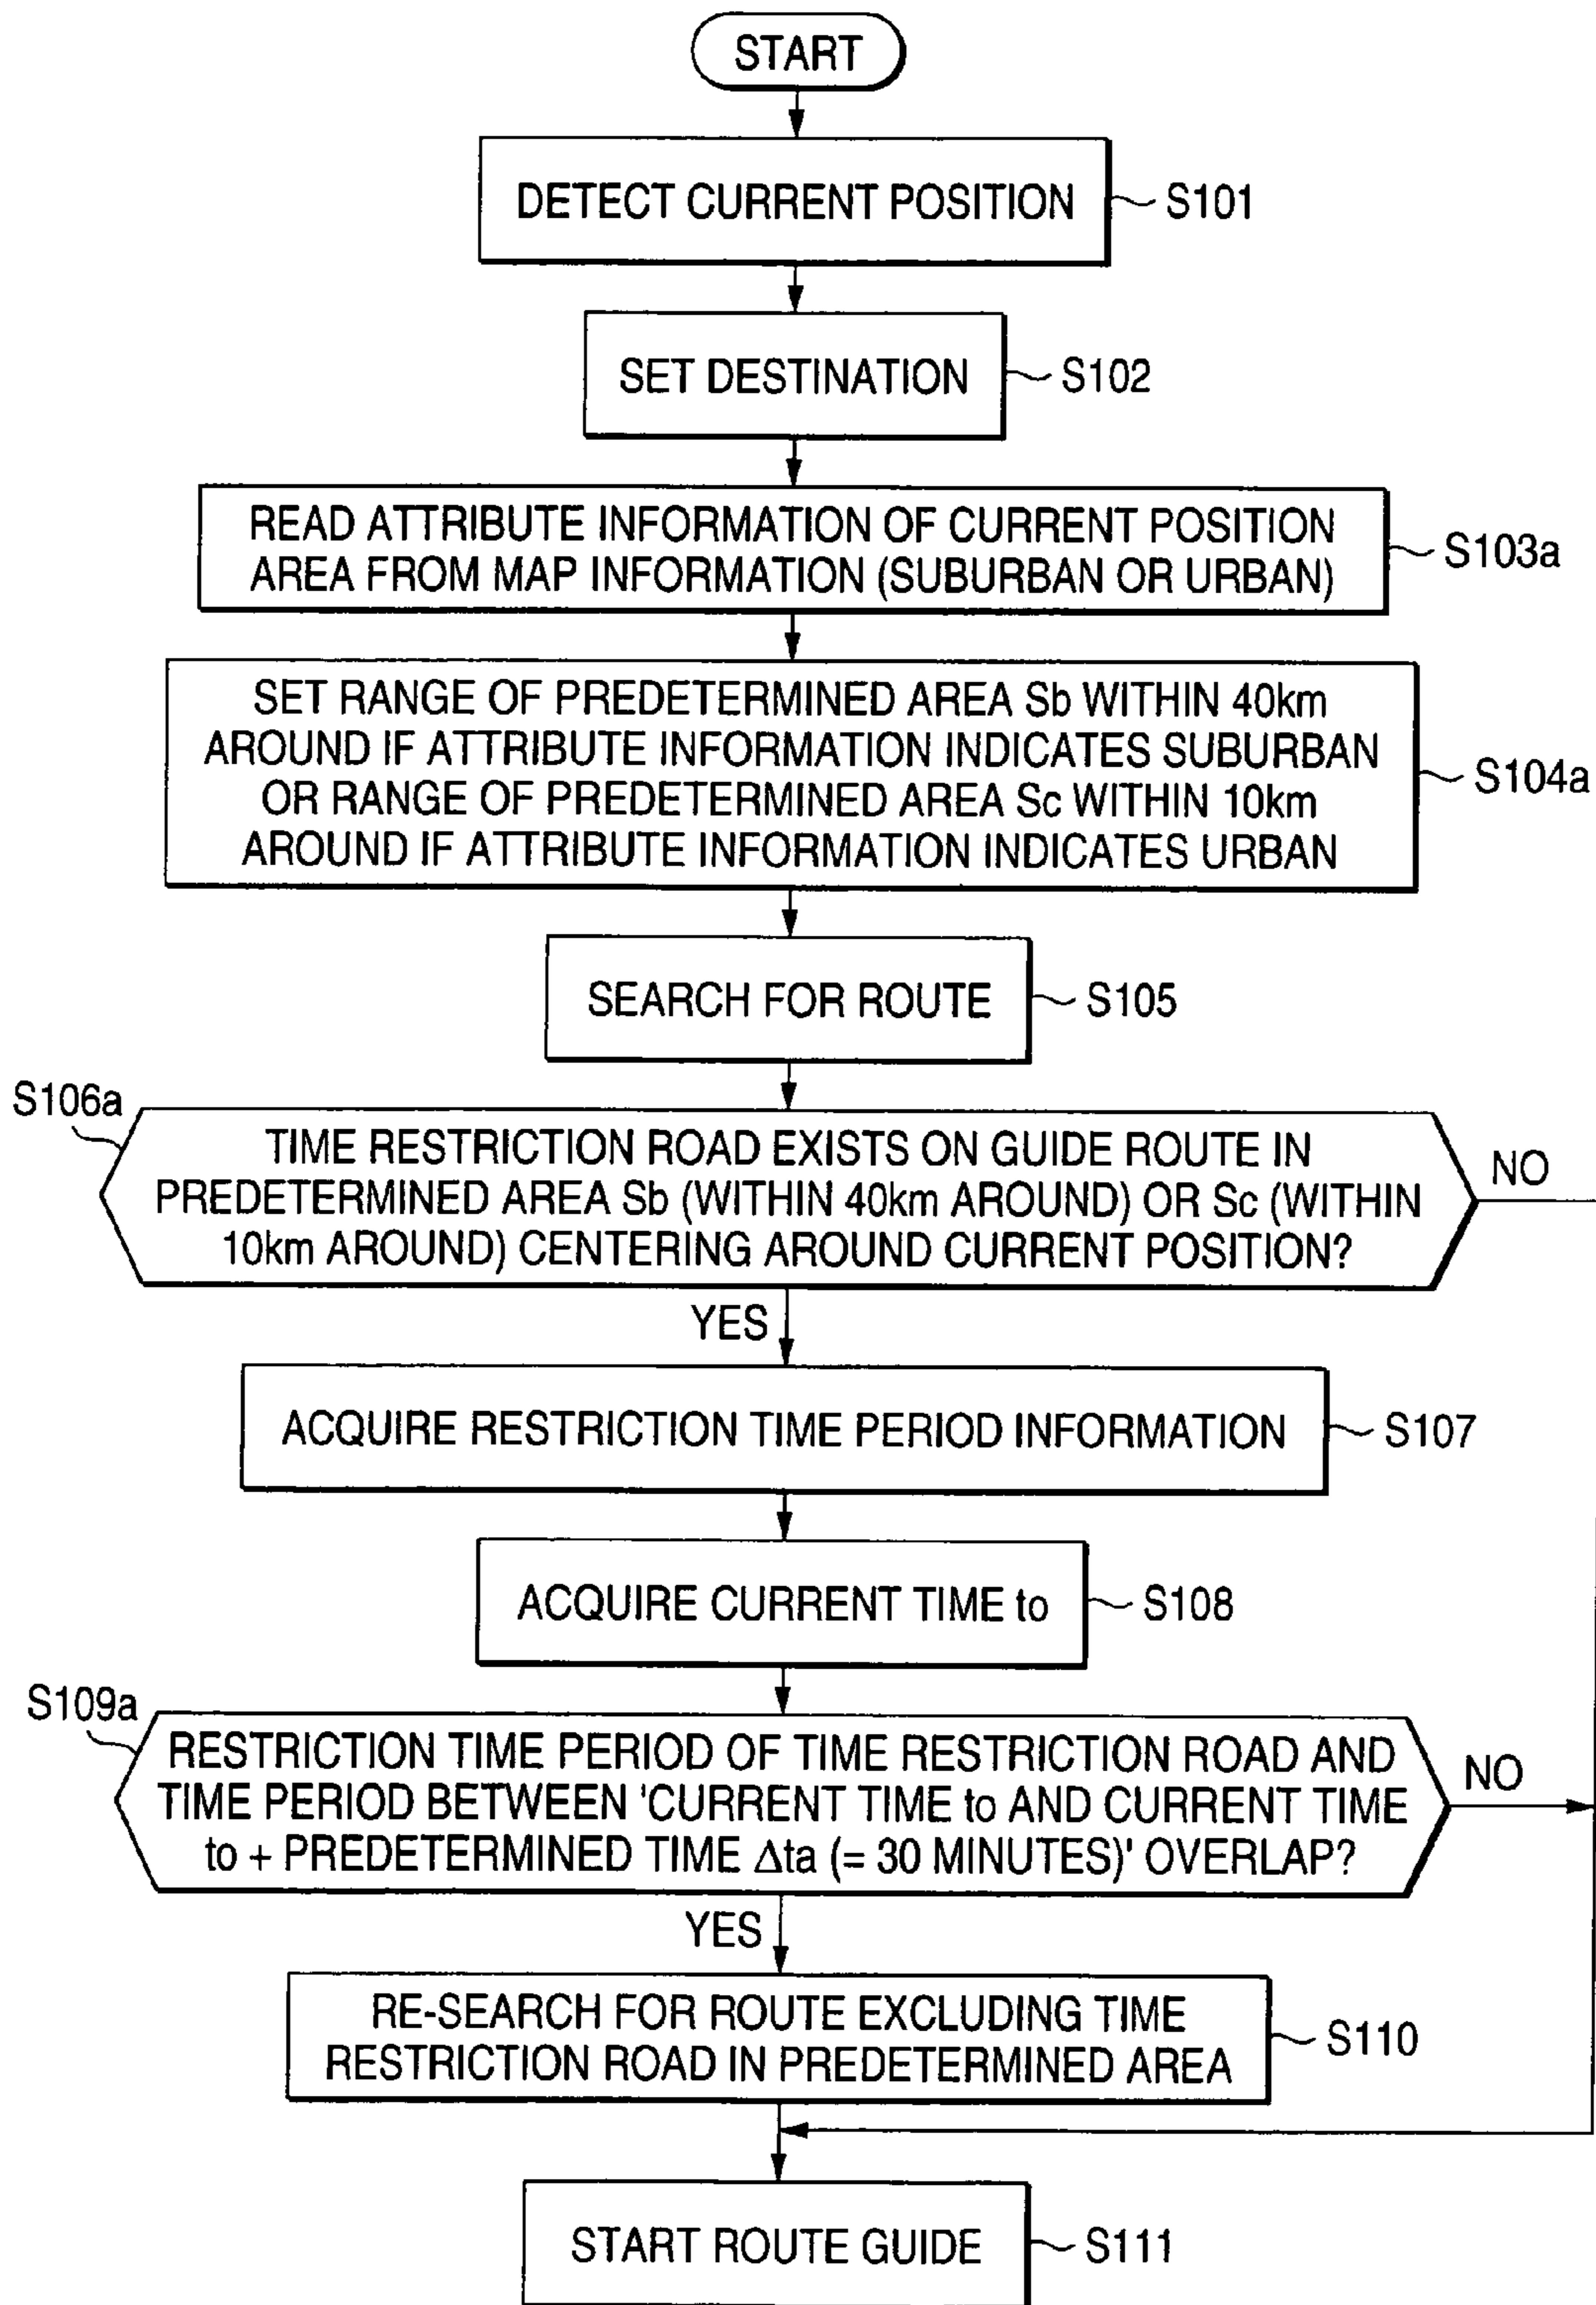 START
DETECT CURRENT POSITION
S101
SET DESTINATION
S102
READ ATTRIBUTE INFORMATION OF CURRENT POSITION
AREA FROM MAP INFORMATION (SUBURBAN OR URBAN)
S103a
SET RANGE OF PREDETERMINED AREA Sb WITHIN 40km
AROUND IF ATTRIBUTE INFORMATION INDICATES SUBURBAN
OR RANGE OF PREDETERMINED AREA Sc WITHIN 10km
AROUND IF ATTRIBUTE INFORMATION INDICATES URBAN
S104a
SEARCH FOR ROUTE
S105
S106a
TIME RESTRICTION ROAD EXISTS ON GUIDE ROUTE IN
PREDETERMINED AREA Sb (WITHIN 40km AROUND) OR Sc (WITHIN
10km AROUND) CENTERING AROUND CURRENT POSITION?
NO
YES
ACQUIRE RESTRICTION TIME PERIOD INFORMATION
S107
ACQUIRE CURRENT TIME to
S108
S109a
RESTRICTION TIME PERIOD OF TIME RESTRICTION ROAD AND
TIME PERIOD BETWEEN 'CURRENT TIME to AND CURRENT TIME
to + PREDETERMINED TIME Δta (= 30 MINUTES)' OVERLAP?
NO
YES
RE-SEARCH FOR ROUTE EXCLUDING TIME
RESTRICTION ROAD IN PREDETERMINED AREA
S110
START ROUTE GUIDE
S111